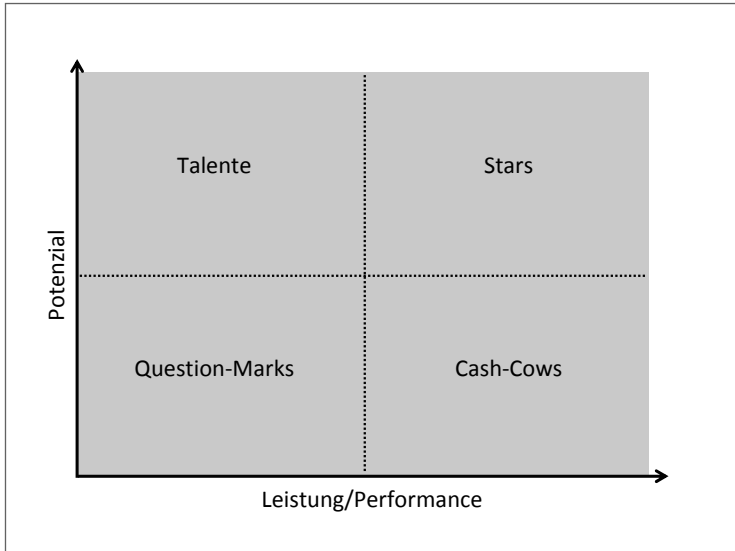 Talente
Stars
Potenzial
Question-Marks
Cash-Cows
Leistung/Performance